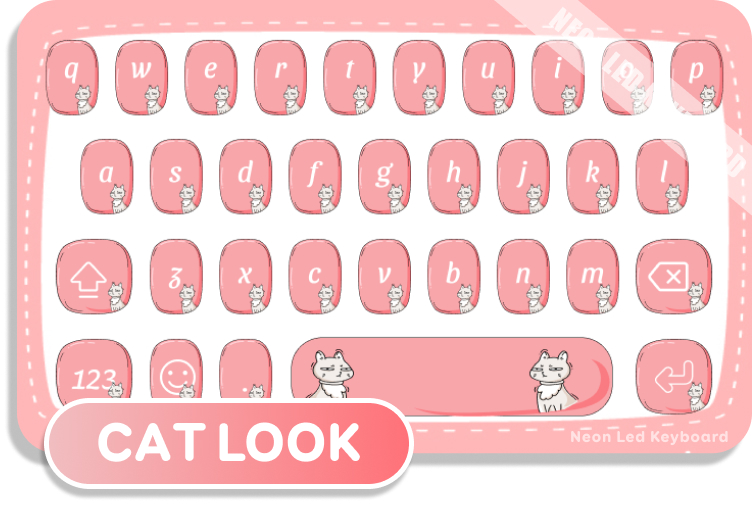 q w e r t y u i o p
a s d f g h j k l
z x c v b n m
123 .
CAT LOOK
Neon Led Keyboard
NEON LED KEYBOARD